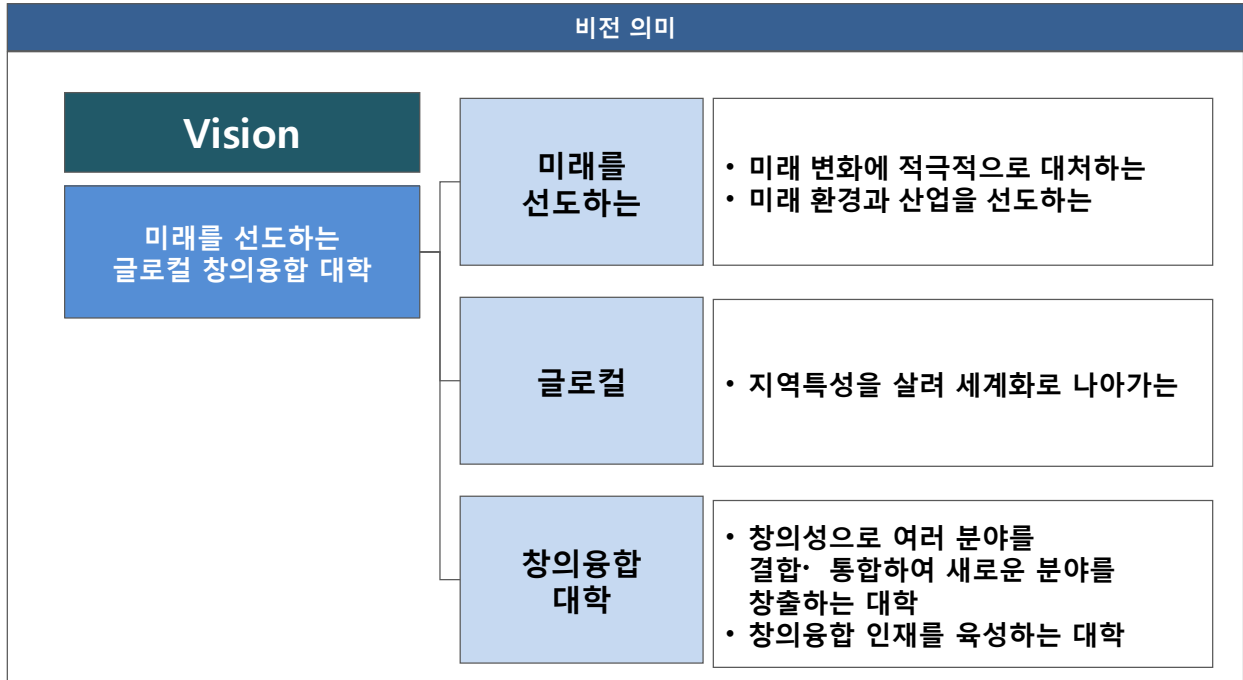 비전 의미
Vision
미래를 선도하는
글로컬 창의융합 대학
미래를
선도하는
• 미래 변화에 적극적으로 대처하는
• 미래 환경과 산업을 선도하는
글로컬
• 지역특성을 살려 세계화로 나아가는
창의융합
대학
• 창의성으로 여러 분야를
결합· 통합하여 새로운 분야를
창출하는 대학
• 창의융합 인재를 육성하는 대학